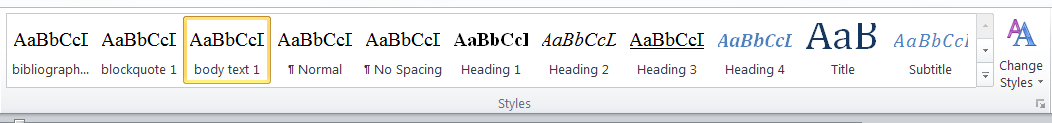 AaBbCcI AaBbCcI AaBbCcI AaBbCcI AaBbCcI AaBbCcI AaBbCcL AaBbCcI AaBbCcL AaB AaBbCcI
bibliograph... blockquote 1 body text 1 ¶ Normal ¶ No Spacing Heading 1 Heading 2 Heading 3 Heading 4 Title Subtitle
Change
Styles
Styles